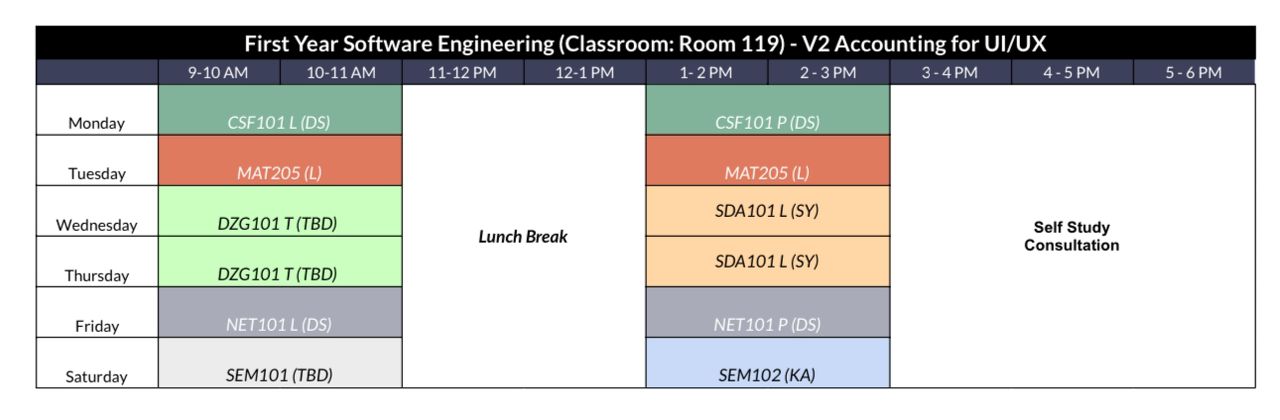 First Year Software Engineering (Classroom: Room 119) - V2 Accounting for UI/UX
9-10 AM 10-11 AM 11-12 PM 12-1 PM 1- 2 PM 2 - 3 PM 3 - 4 PM 4 - 5 PM 5 - 6 PM
Monday CSF101 L (DS) CSF101 P (DS)
Tuesday MAT205 (L) MAT205 (L)
Wednesday DZG101 T (TBD) SDA101 L (SY)
Lunch Break
Self Study
Consultation
Thursday DZG101 T (TBD) SDA101 L (SY)
Friday NET101 L (DS) NET101 P (DS)
Saturday SEM101 (TBD) SEM102 (KA)